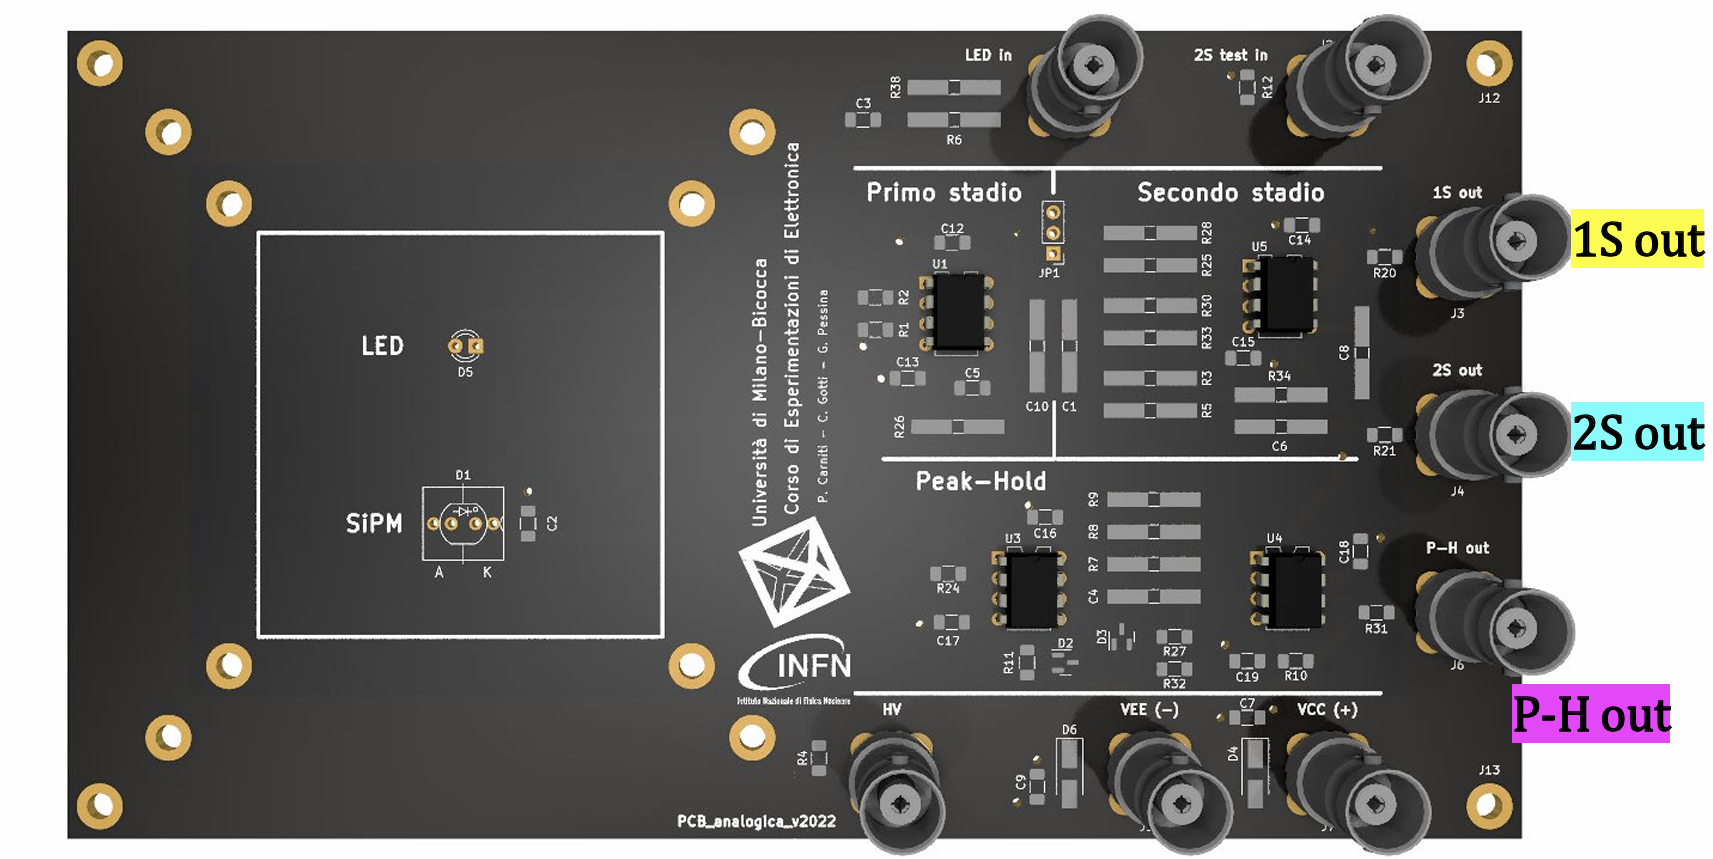 LED in
2S test in
R38
R12
C3
R6
J12
Primo stadio
Secondo stadio
1S out
1S out
C12
R28
C14
U1
U5
JP1
R25
R20
R2
R30
J3
R1
R33
C13
C5
C15
C8
LED
D5
R34
R3
2S out
C10
C1
R5
R26
C6
R21
2S out
Università di Milano-Bicocca
Corso di Esperimentazioni di Elettronica
P. Carniti - C. Gotti - G. Pessina
Peak-Hold
D1
R9
J4
SiPM
C2
C16
R8
U3
U4
C18
P-H out
A
K
R24
R7
C4
C17
R31
D3
R11
D2
R27
R32
C19
R10
J6
INFN
Istituto Nazionale di Fisica Nucleare
P-H out
HV
VEE (-)
C7
VCC (+)
R4
D6
D4
C9
J13
PCB_analogica_v2022
J7